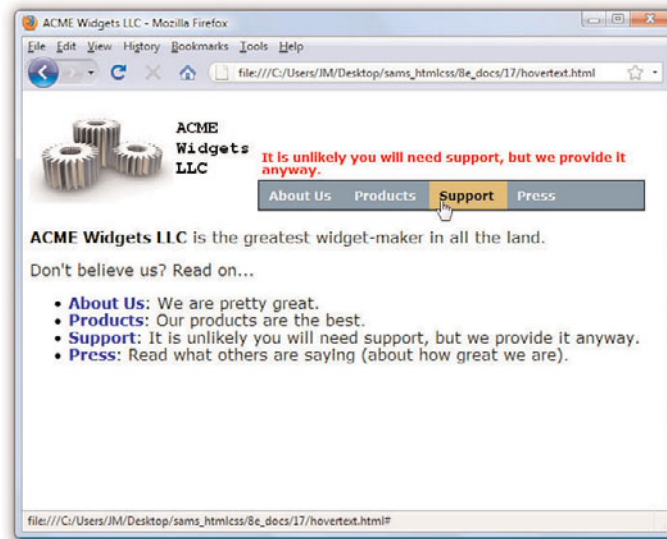 ACME Widgets LLC - Mozilla Firefox
File Edit View History Bookmarks Tools Help
file:///C:/Users/JM/Desktop/sams_htmlcss/8e_docs/17/hovertext.html
ACME
Widgets
LLC
It is unlikely you will need support, but we provide it
anyway.
About Us Products Support Press
ACME Widgets LLC is the greatest widget-maker in all the land.
Don't believe us? Read on...
• About Us: We are pretty great.
• Products: Our products are the best.
• Support: It is unlikely you will need support, but we provide it anyway.
• Press: Read what others are saying (about how great we are).
file:///C:/Users/JM/Desktop/sams_htmlcss/8e_docs/17/hovertext.html#